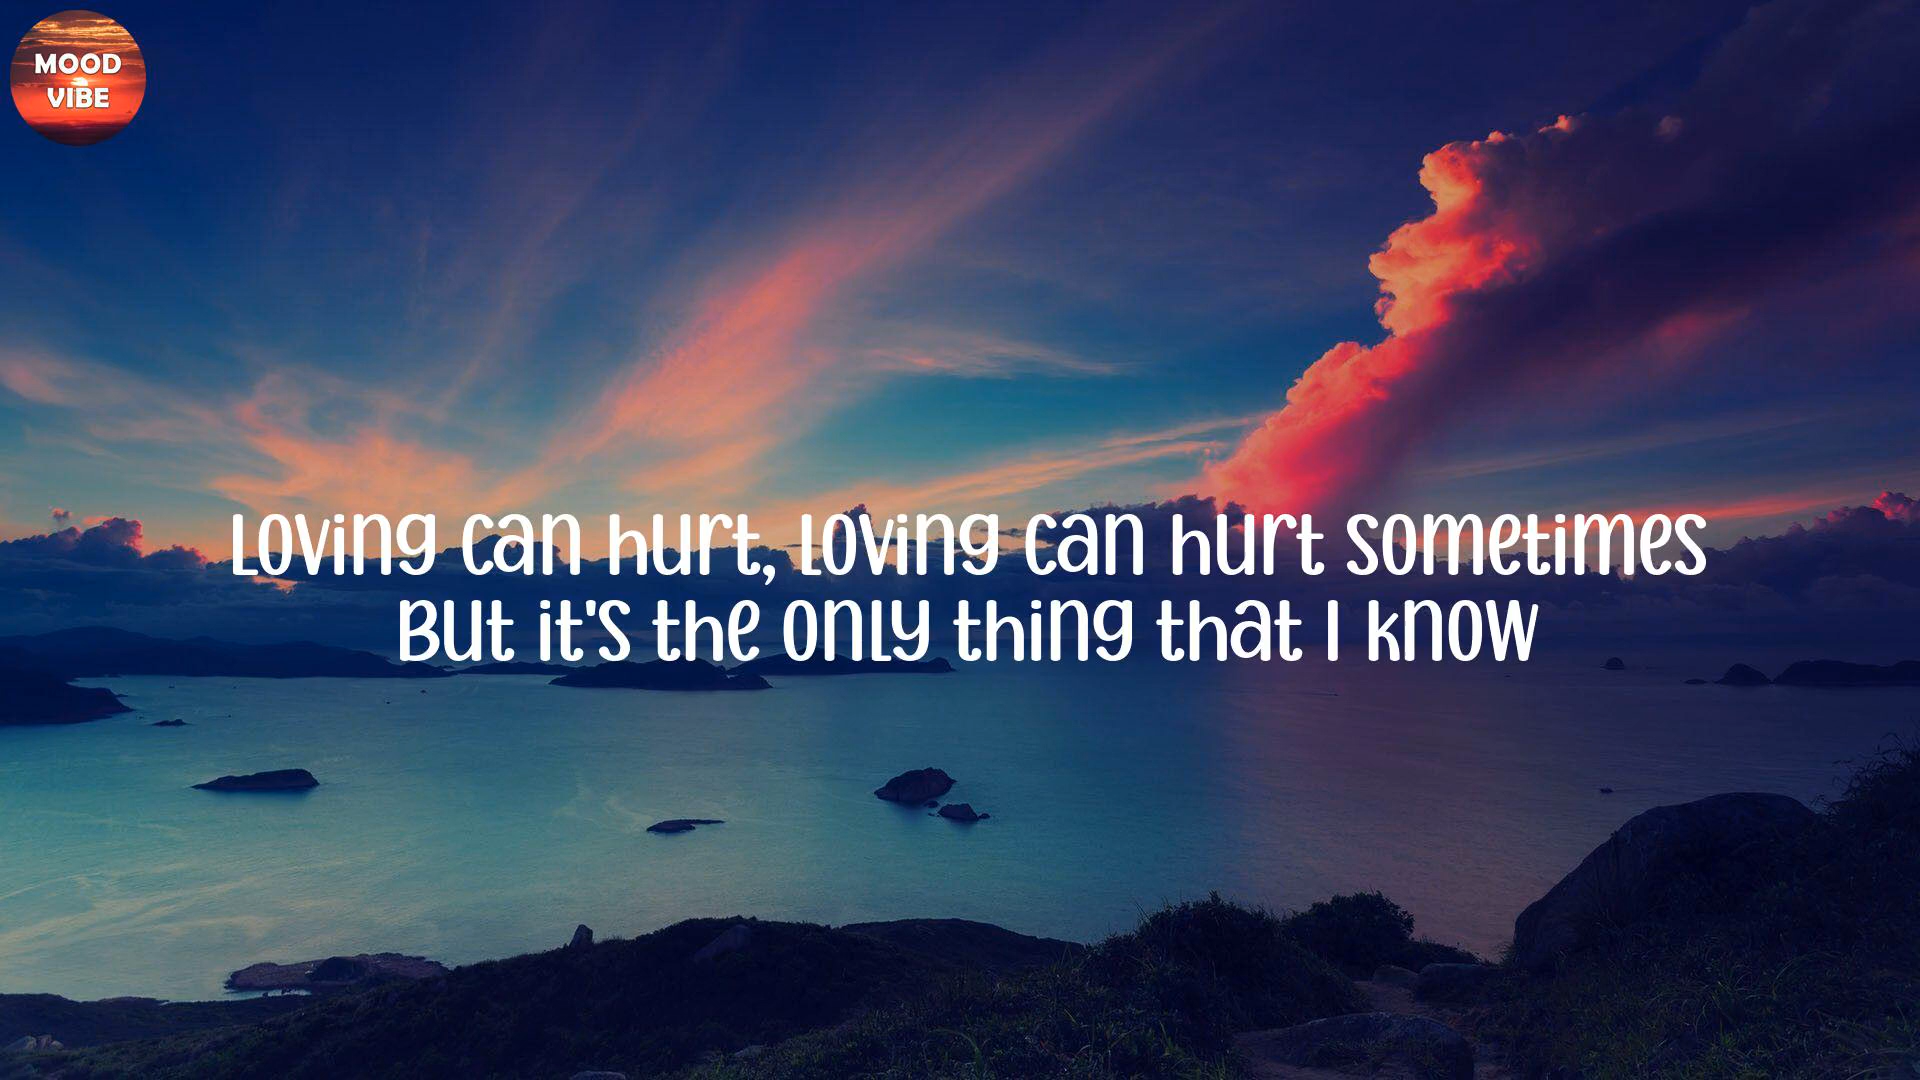 MOOD
VIBE
Loving can hurt, loving can hurt sometimes
But it's the only thing that I know